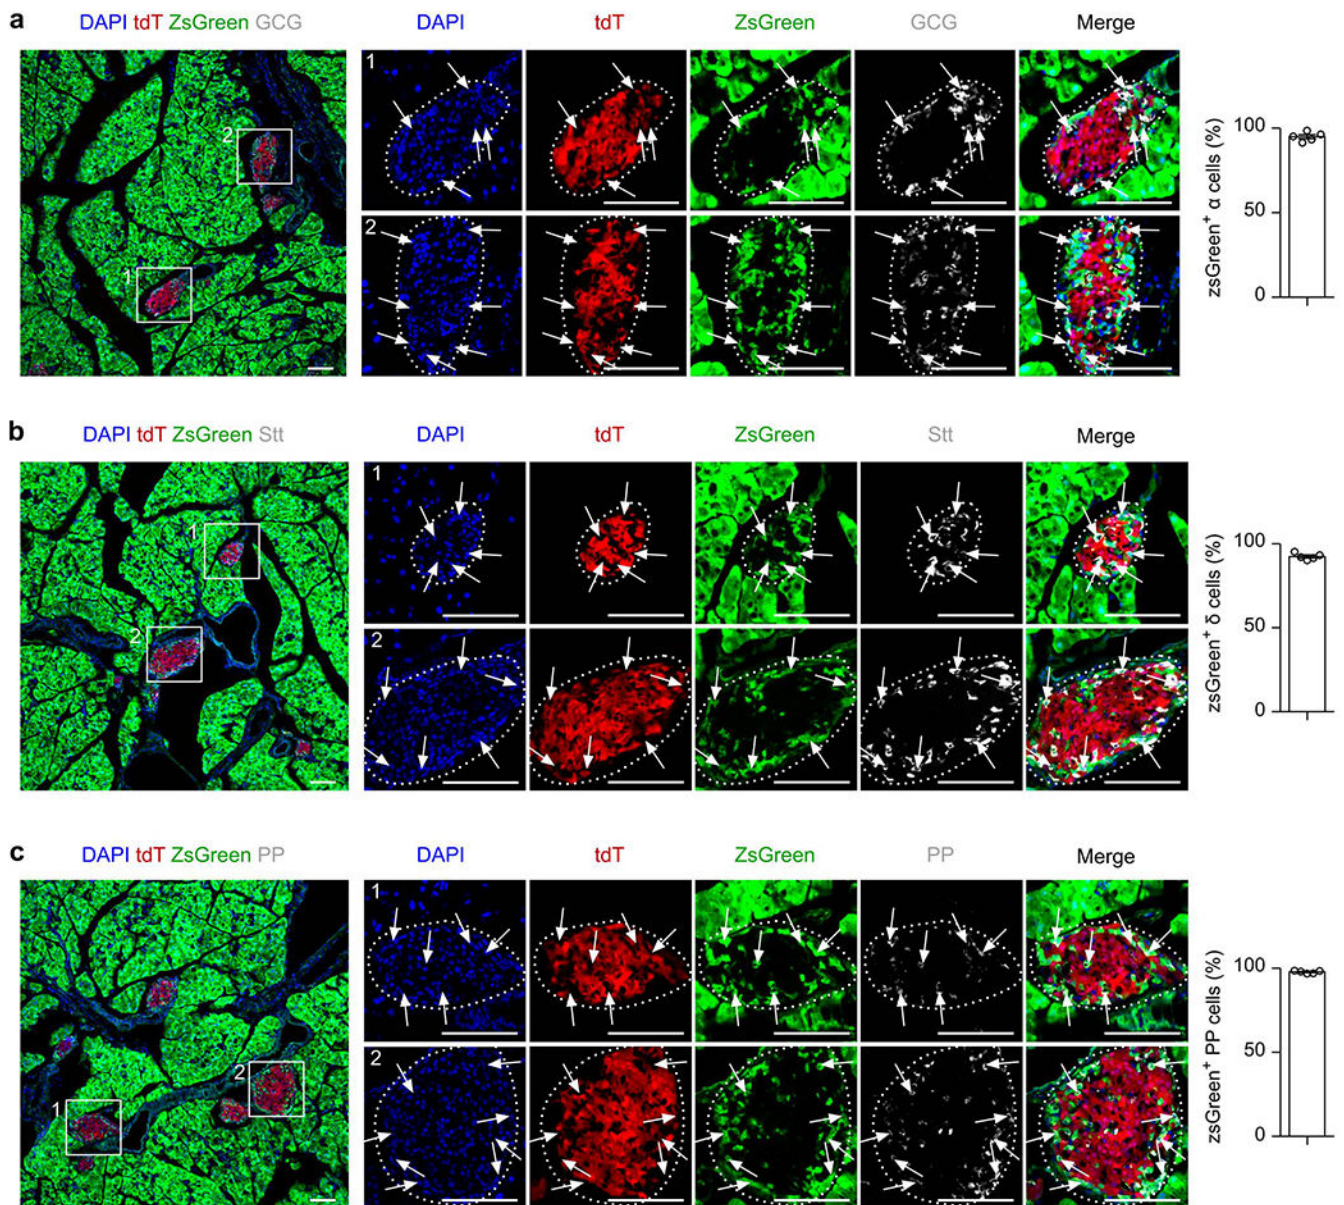 a
DAPI tdT ZsGreen GCG
DAPI
tdT
ZsGreen
GCG
Merge
1
2
2
1
zsGreen⁺ α cells (%)
100
50
0
b
DAPI tdT ZsGreen Stt
DAPI
tdT
ZsGreen
Stt
Merge
1
2
1
2
zsGreen⁺ δ cells (%)
100
50
0
c
DAPI tdT ZsGreen PP
DAPI
tdT
ZsGreen
PP
Merge
1
2
2
1
zsGreen⁺ PP cells (%)
100
50
0